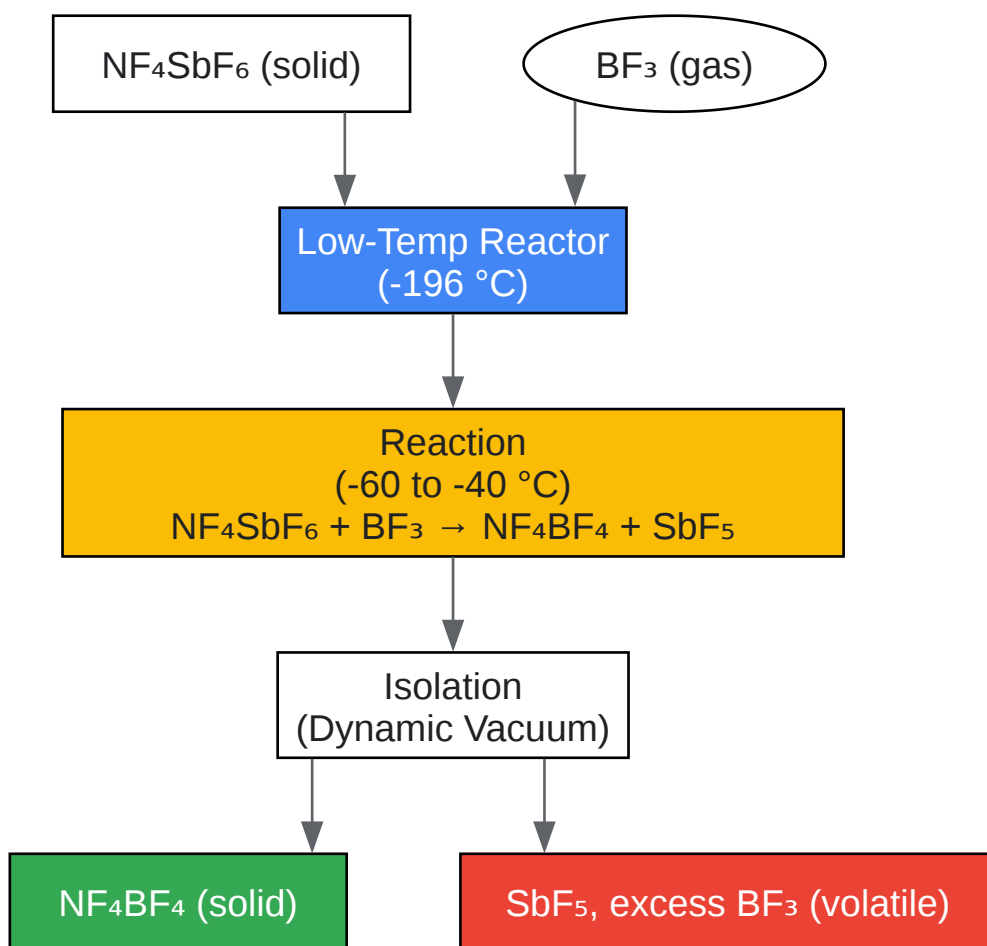 NF₄SbF₆ (solid)
BF₃ (gas)
Low-Temp Reactor
(-196 °C)
Reaction
(-60 to -40 °C)
NF₄SbF₆ + BF₃ → NF₄BF₄ + SbF₅
Isolation
(Dynamic Vacuum)
NF₄BF₄ (solid)
SbF₅, excess BF₃ (volatile)